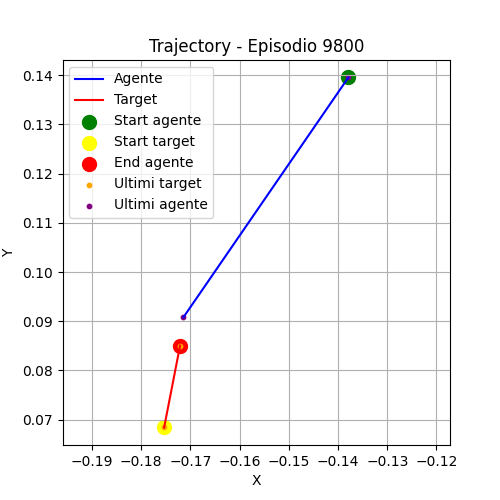 Trajectory - Episodio 9800
Agente
Target
Start agente
Start target
End agente
Ultimi target
Ultimi agente
Y
0.14
0.13
0.12
0.11
0.10
0.09
0.08
0.07
−0.19 −0.18 −0.17 −0.16 −0.15 −0.14 −0.13 −0.12
X